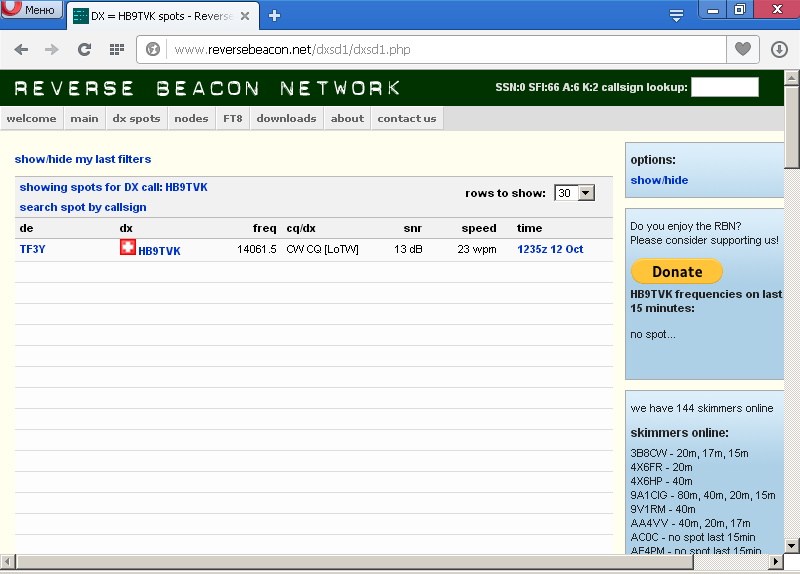 Меню
DX = HB9TVK spots - Reverse
www.reversebeacon.net/dxsd1/dxsd1.php
REVERSE BEACON NETWORK
SSN:0 SFI:66 A:6 K:2 callsign lookup:
welcome main dx spots nodes FT8 downloads about contact us
show/hide my last filters
showing spots for DX call: HB9TVK
search spot by callsign
rows to show: 30
de dx freq cq/dx snr speed time
TF3Y HB9TVK 14061.5 CW CQ [LoTW] 13 dB 23 wpm 1235z 12 Oct
options:
show/hide
Do you enjoy the RBN?
Please consider supporting us!
Donate
HB9TVK frequencies on last
15 minutes:
no spot...
we have 144 skimmers online
skimmers online:
3B8CW - 20m, 17m, 15m
4X6FR - 20m
4X6HP - 40m
9A1CIG - 80m, 40m, 20m, 15m
9V1RM - 40m
AA4VV - 40m, 20m, 17m
AC0C - no spot last 15min
AE4PM - no spot last 15min